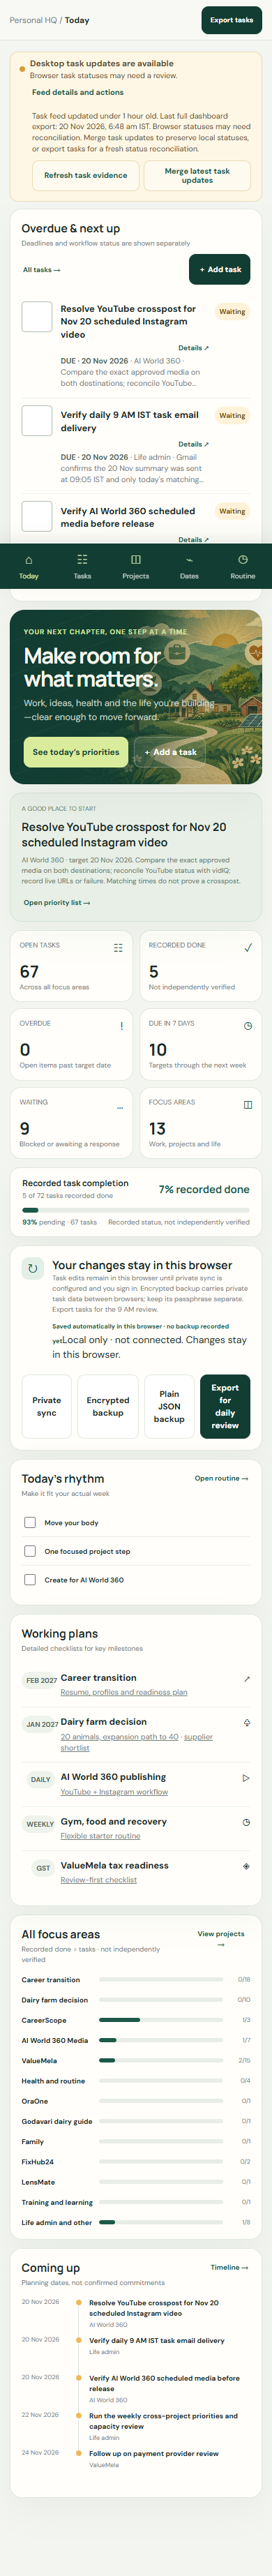 Personal HQ / Today
Export tasks
Desktop task updates are available
Browser task statuses may need a review.
Feed details and actions
Task feed updated under 1 hour old. Last full dashboard
export: 20 Nov 2026, 6:48 am IST. Browser statuses may need
reconciliation. Merge task updates to preserve statuses,
or export tasks for a fresh status reconciliation.
Refresh task evidence
Merge latest task
updates
Overdue & next up
Deadlines and workflow status are shown separately
All tasks →
+ Add task
Resolve YouTube crosspost for
Nov 20 scheduled Instagram
video
Waiting
Details ↗
DUE · 20 Nov 2026 · AI World 360 ·
Compare the exact approved media on
both destinations; reconcile YouTube...
Verify daily 9 AM IST task email
delivery
Waiting
Details ↗
DUE · 20 Nov 2026 · Life admin · Gmail
confirms the 20 Nov summary was sent
at 09:05 IST and only today's matching...
Verify AI World 360 scheduled
media before release
Waiting
Details ↗
Today
Tasks
Projects
Dates
Routine
YOUR NEXT CHAPTER, ONE STEP AT A TIME
Make room for
what matters.
Work, ideas, health and the life you're building
—clear enough to move forward.
See today's priorities
+ Add a task
A GOOD PLACE TO START
Resolve YouTube crosspost for Nov 20
scheduled Instagram video
AI World 360 · target 20 Nov 2026. Compare the exact approved
media on both destinations; reconcile YouTube status with vidIQ;
record live URLs or failure. Matching times do not prove a crosspost.
Open priority list →
OPEN TASKS
67
Across all focus areas
RECORDED DONE
5
Not independently verified
OVERDUE
!
0
Open items past target date
DUE IN 7 DAYS
10
Targets through the next week
WAITING
…
9
Blocked or awaiting a response
FOCUS AREAS
13
Work, projects and life
Recorded task completion
5 of 72 tasks recorded done
7% recorded done
93% pending · 67 tasks
Recorded status, not independently verified
Your changes stay in this browser
Task edits remain in this browser until private sync is
configured and you sign in. Encrypted backup carries private
task data between browsers; keep its passphrase separate.
Export tasks for the 9 AM review.
Saved automatically in this browser · no backup recorded
yetLocal only · not connected. Changes stay
in this browser.
Private
sync
Encrypted
backup
Plain
JSON
backup
Export
for
daily
review
Today's rhythm
Make it fit your actual week
Open routine →
Move your body
One focused project step
Create for AI World 360
Working plans
Detailed checklists for key milestones
FEB 2027
Career transition
Resume, profiles and readiness plan
JAN 2027
Dairy farm decision
20 animals, expansion path to 40 · supplier
shortlist
DAILY
AI World 360 publishing
YouTube + Instagram workflow
WEEKLY
Gym, food and recovery
Flexible starter routine
GST
ValueMela tax readiness
Review-first checklist
All focus areas
Recorded done ÷ tasks · not independently
verified
View projects
→
Career transition 0/18
Dairy farm decision 0/10
CareerScope 1/3
AI World 360 Media 1/7
ValueMela 2/15
Health and routine 0/4
OraOne 0/1
Godavari dairy guide 0/1
Family 0/1
FixHub24 0/2
LensMate 0/1
Training and learning 0/1
Life admin and other 1/8
Coming up
Planning dates, not confirmed commitments
Timeline →
20 Nov 2026
Resolve YouTube crosspost for Nov 20
scheduled Instagram video
AI World 360
20 Nov 2026
Verify daily 9 AM IST task email delivery
Life admin
20 Nov 2026
Verify AI World 360 scheduled media before
release
AI World 360
22 Nov 2026
Run the weekly cross-project priorities and
capacity review
Life admin
24 Nov 2026
Follow up on payment provider review
ValueMela